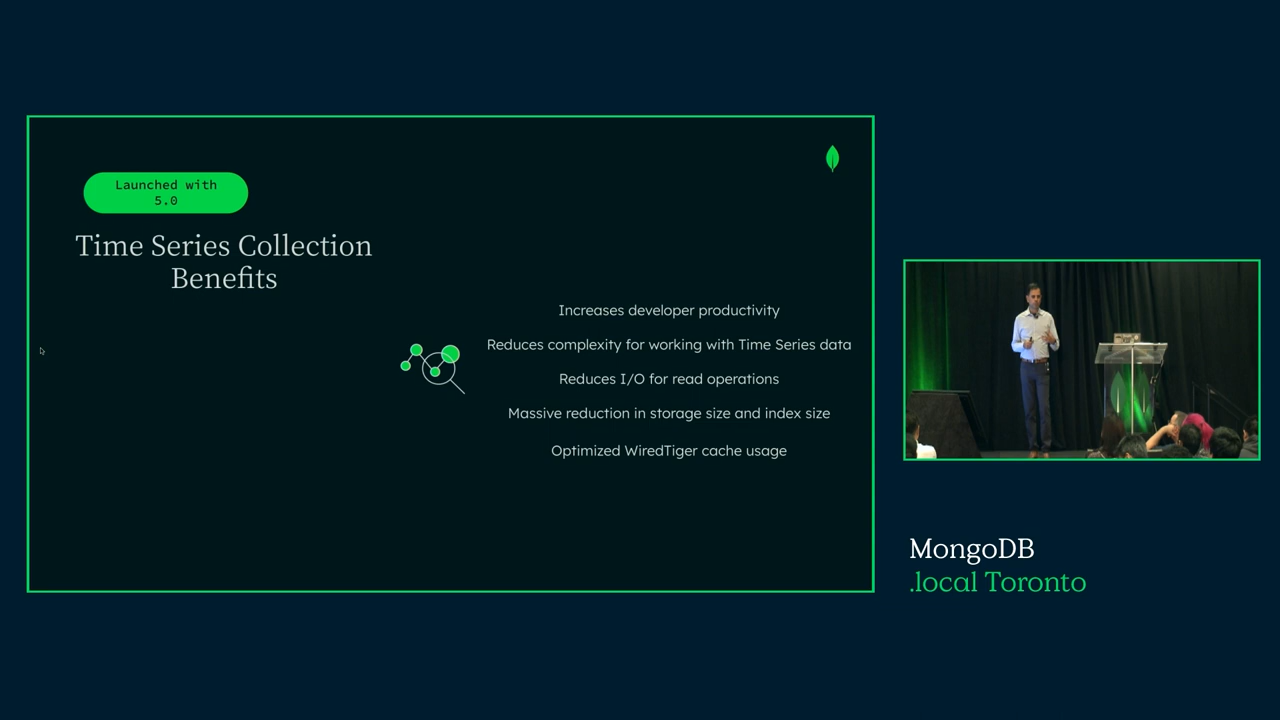 Launched with
5.0
Time Series Collection
Benefits
Increases developer productivity
Reduces complexity for working with Time Series data
Reduces I/O for read operations
Massive reduction in storage size and index size
Optimized WiredTiger cache usage
MongoDB
.local Toronto